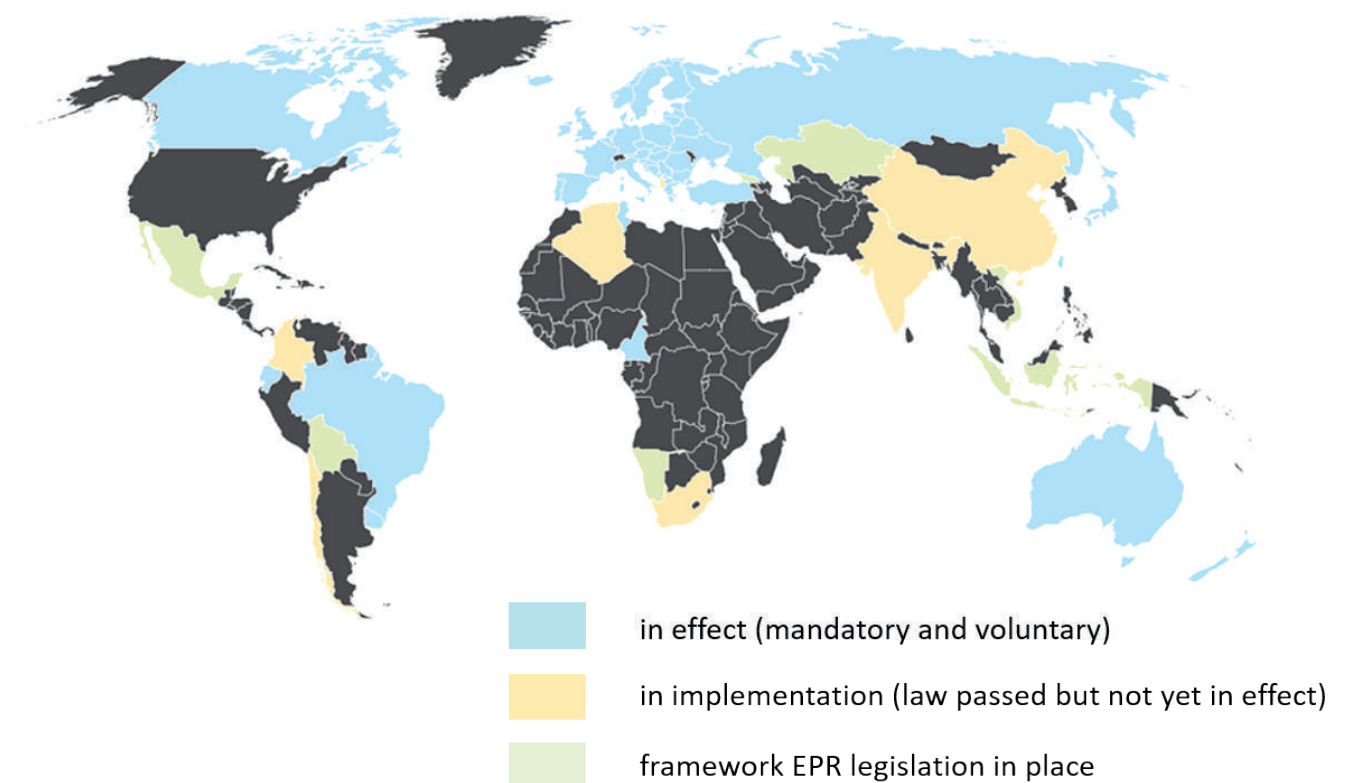 in effect (mandatory and voluntary)
in implementation (law passed but not yet in effect)
framework EPR legislation in place